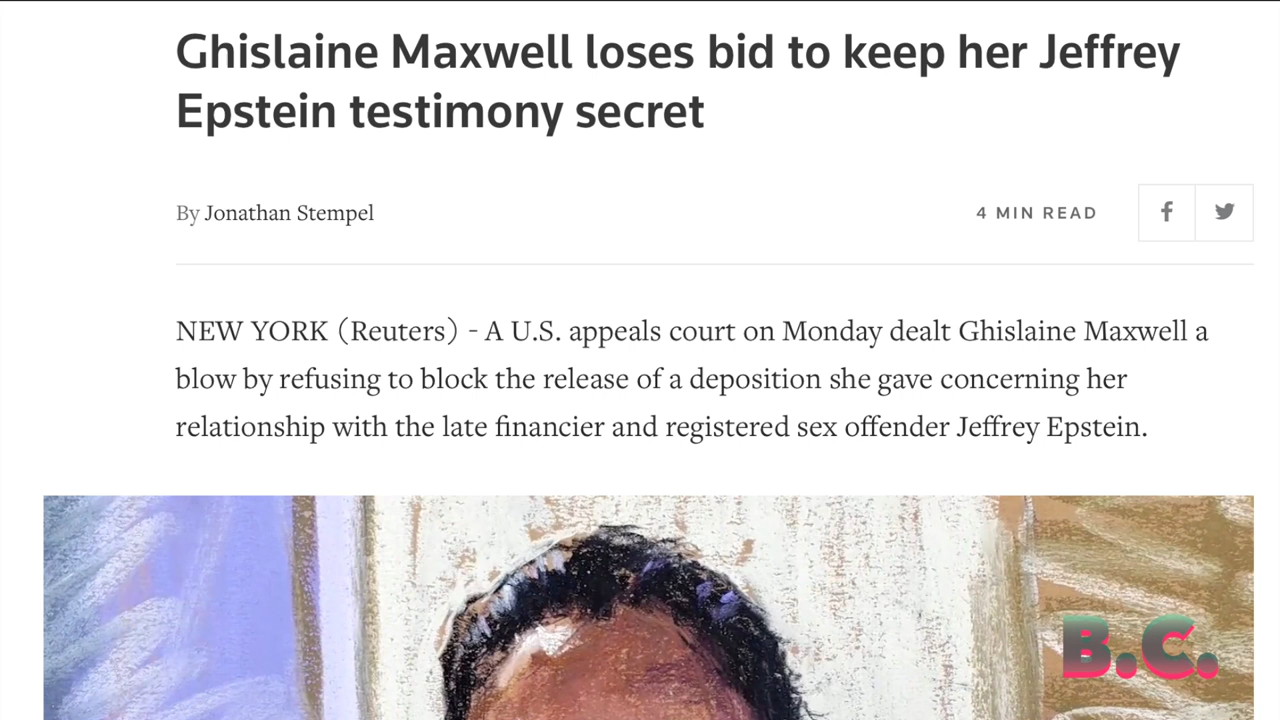 Ghislaine Maxwell loses bid to keep her Jeffrey
Epstein testimony secret
By Jonathan Stempel
4 MIN READ
NEW YORK (Reuters) - A U.S. appeals court on Monday dealt Ghislaine Maxwell a
blow by refusing to block the release of a deposition she gave concerning her
relationship with the late financier and registered sex offender Jeffrey Epstein.
B.C.